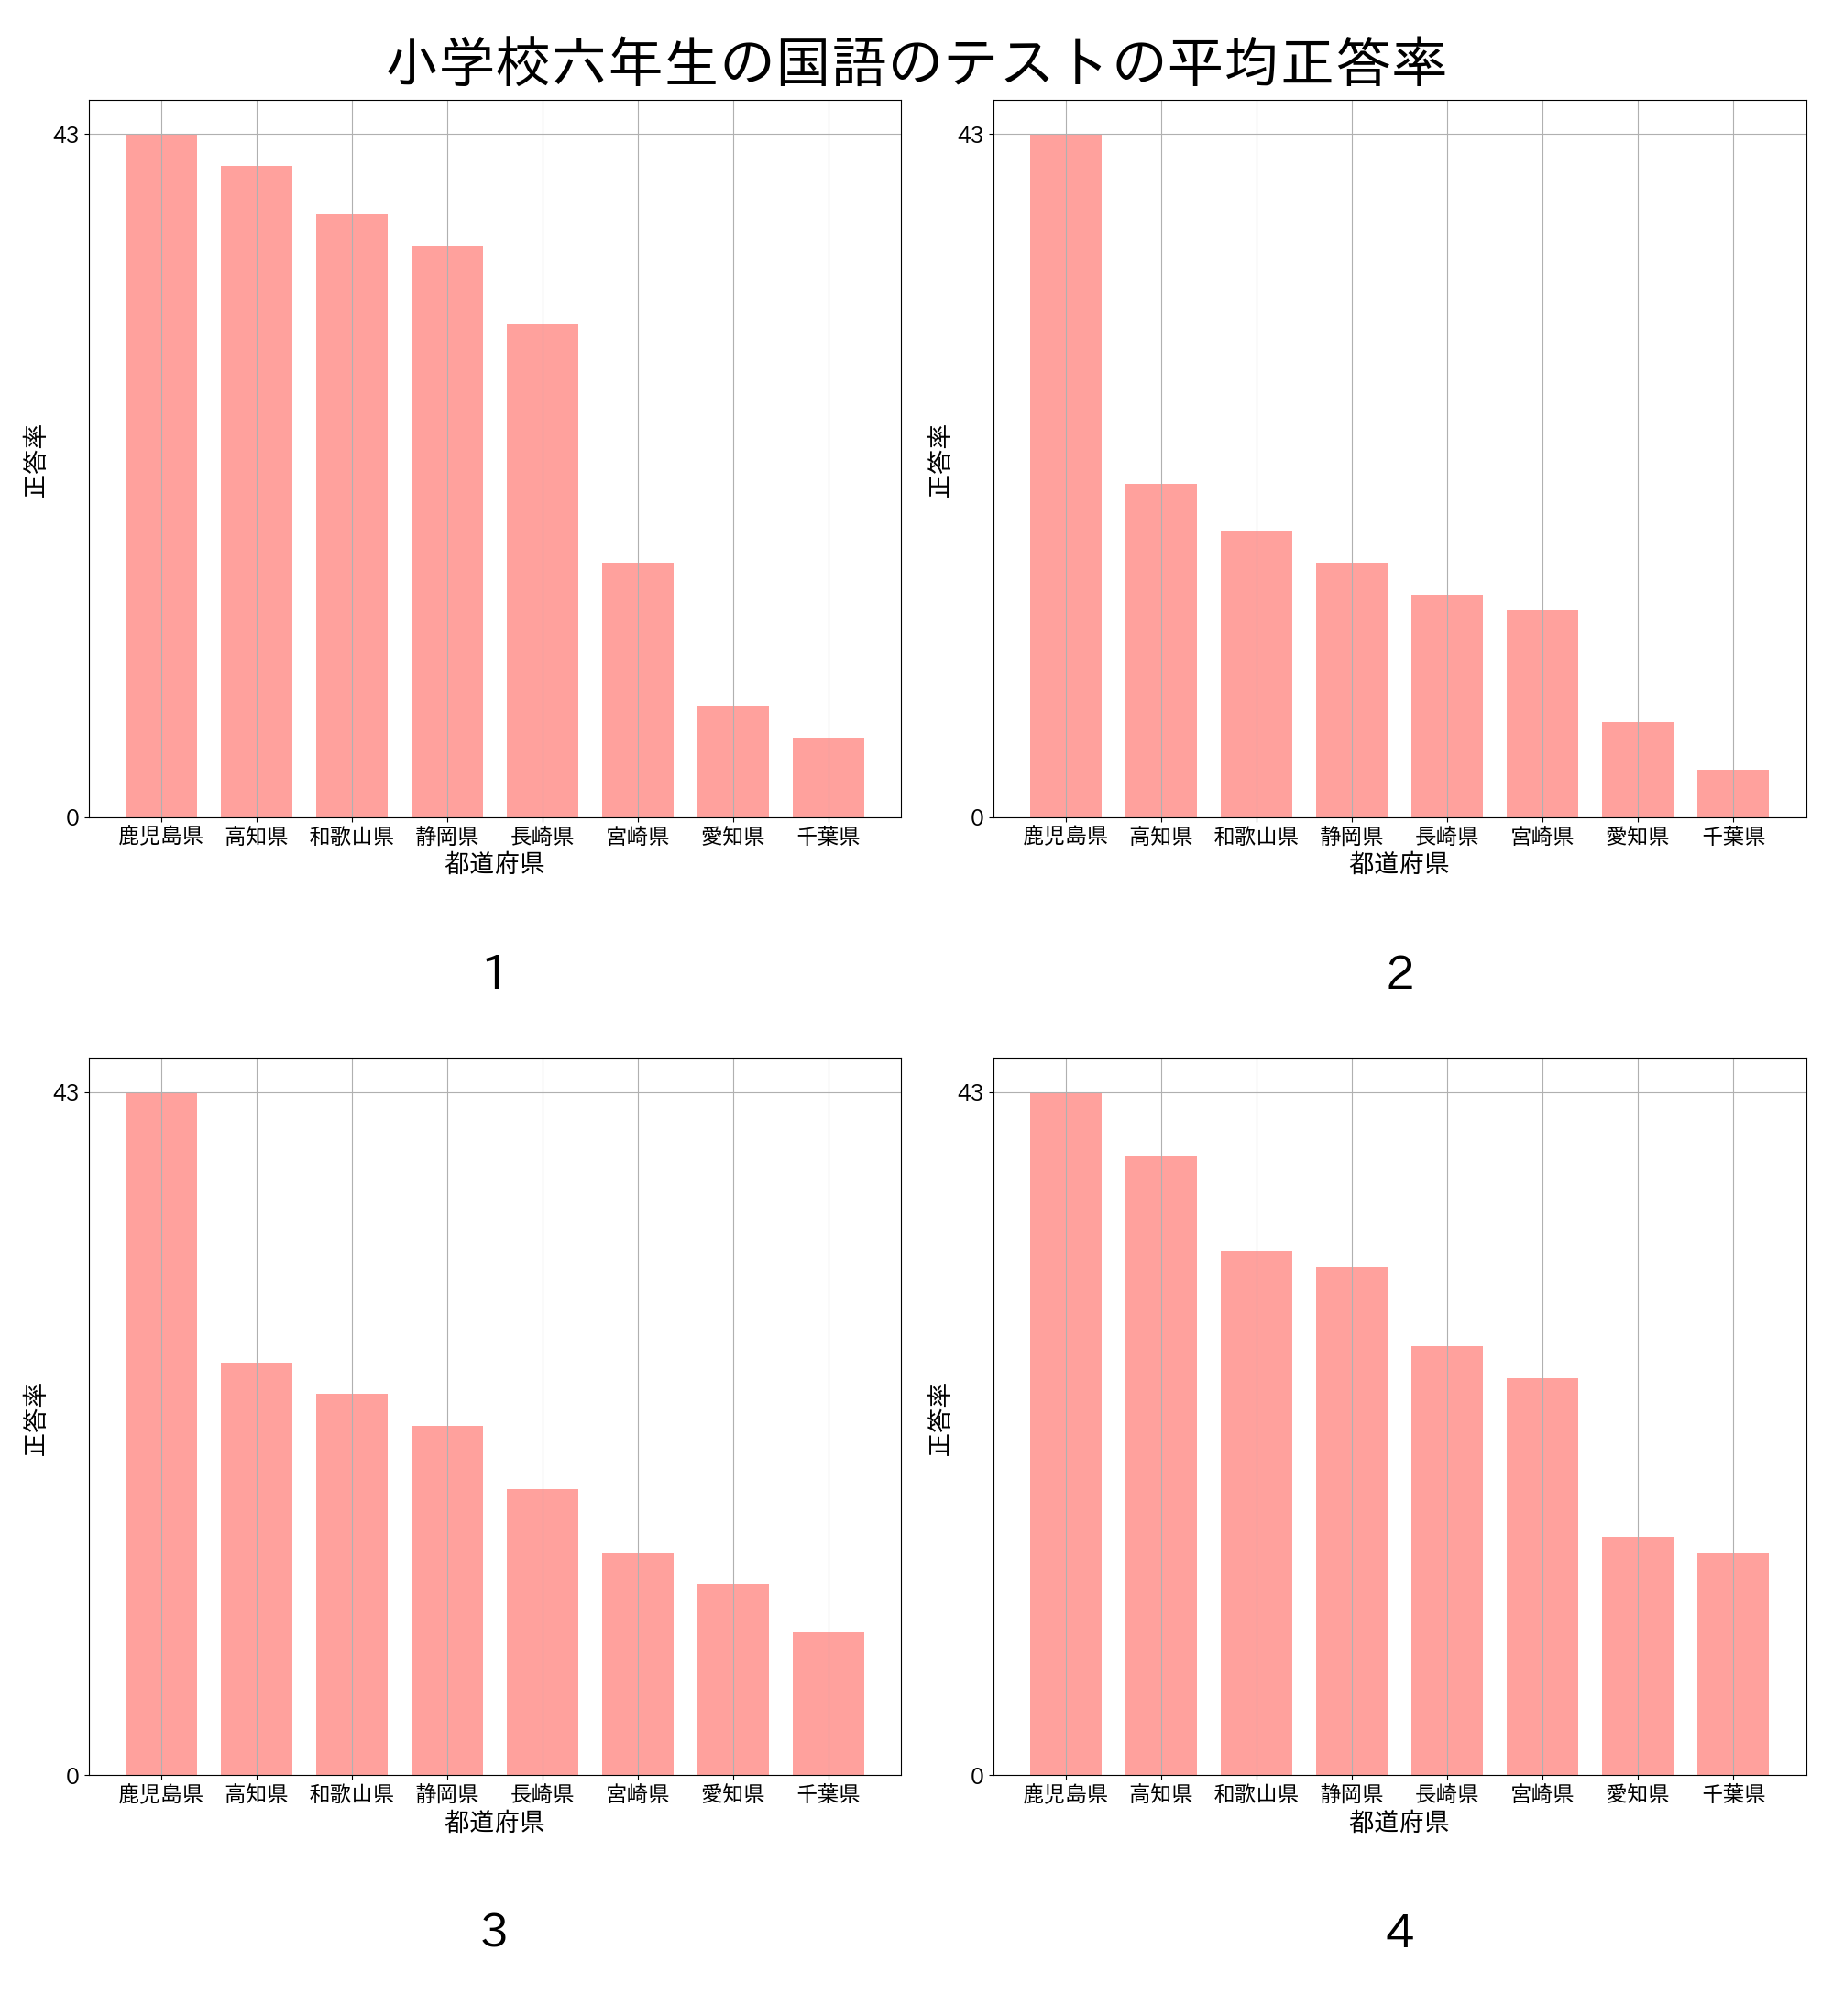 小学校六年生の国語のテストの平均正答率
43
0
正答率
鹿児島県 高知県 和歌山県 静岡県 長崎県 宮崎県 愛知県 千葉県
都道府県
1
43
0
正答率
鹿児島県 高知県 和歌山県 静岡県 長崎県 宮崎県 愛知県 千葉県
都道府県
2
43
0
正答率
鹿児島県 高知県 和歌山県 静岡県 長崎県 宮崎県 愛知県 千葉県
都道府県
3
43
0
正答率
鹿児島県 高知県 和歌山県 静岡県 長崎県 宮崎県 愛知県 千葉県
都道府県
4